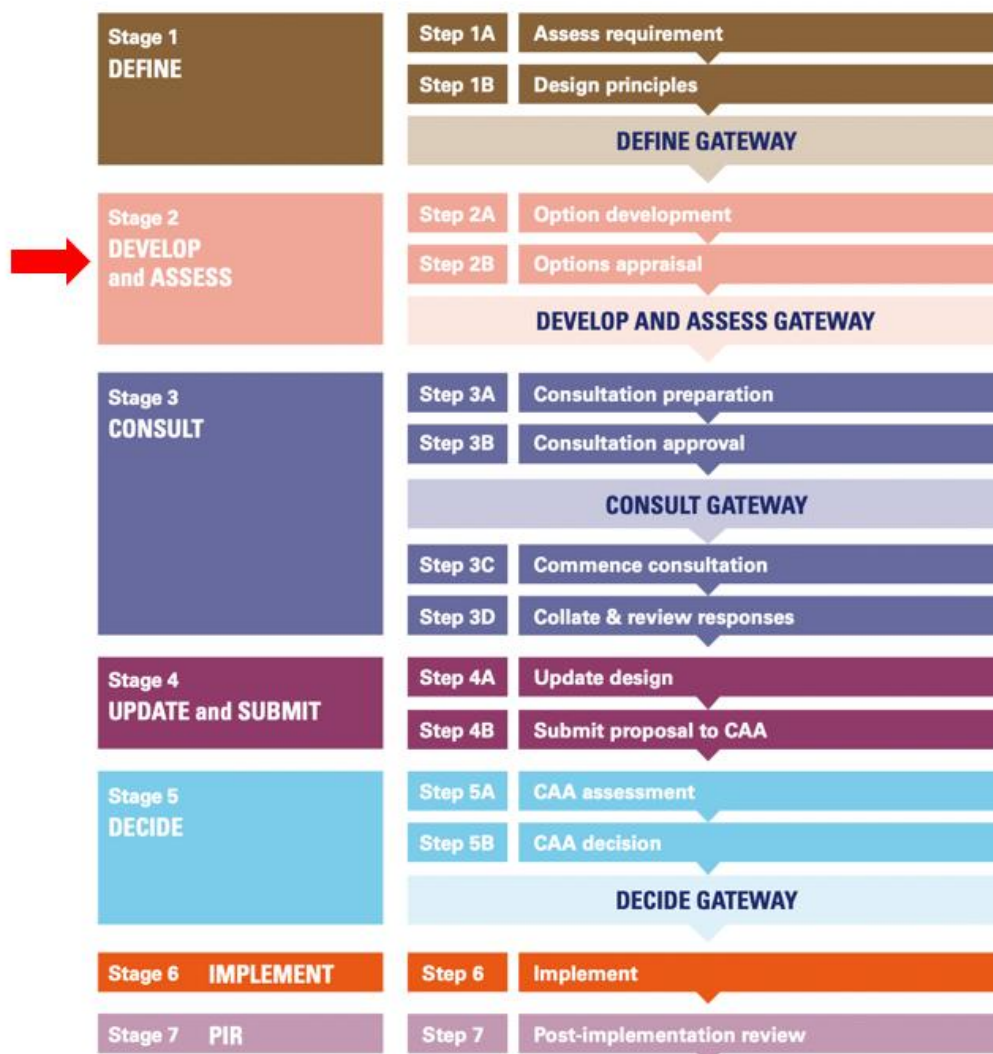 Stage 1
DEFINE
Step 1A Assess requirement
Step 1B Design principles
DEFINE GATEWAY
Stage 2
DEVELOP
and ASSESS
Step 2A Option development
Step 2B Options appraisal
DEVELOP AND ASSESS GATEWAY
Stage 3
CONSULT
Step 3A Consultation preparation
Step 3B Consultation approval
CONSULT GATEWAY
Step 3C Commence consultation
Step 3D Collate & review responses
Stage 4
UPDATE and SUBMIT
Step 4A Update design
Step 4B Submit proposal to CAA
Stage 5
DECIDE
Step 5A CAA assessment
Step 5B CAA decision
DECIDE GATEWAY
Stage 6 IMPLEMENT Step 6 Implement
Stage 7 PIR Step 7 Post-implementation review